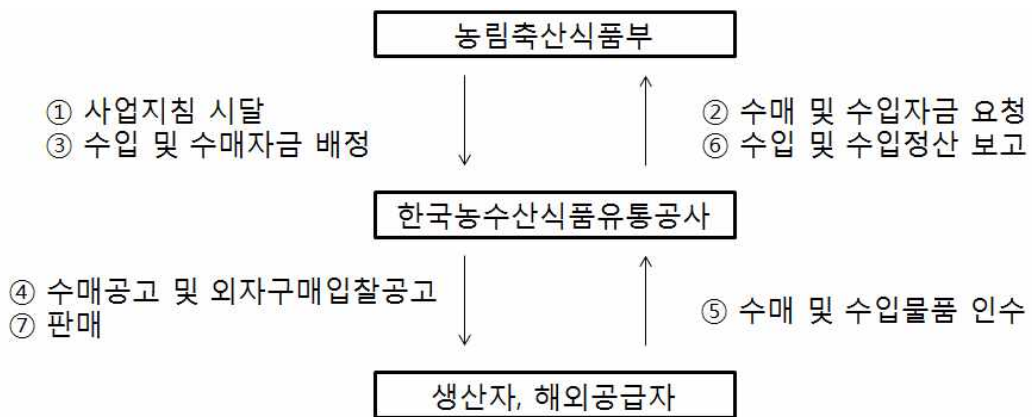 농림축산식품부
① 사업지침 시달
③ 수입 및 수매자금 배정
② 수매 및 수입자금 요청
⑥ 수입 및 수입정산 보고
한국농수산식품유통공사
④ 수매공고 및 외자구매입찰공고
⑦ 판매
⑤ 수매 및 수입물품 인수
생산자, 해외공급자